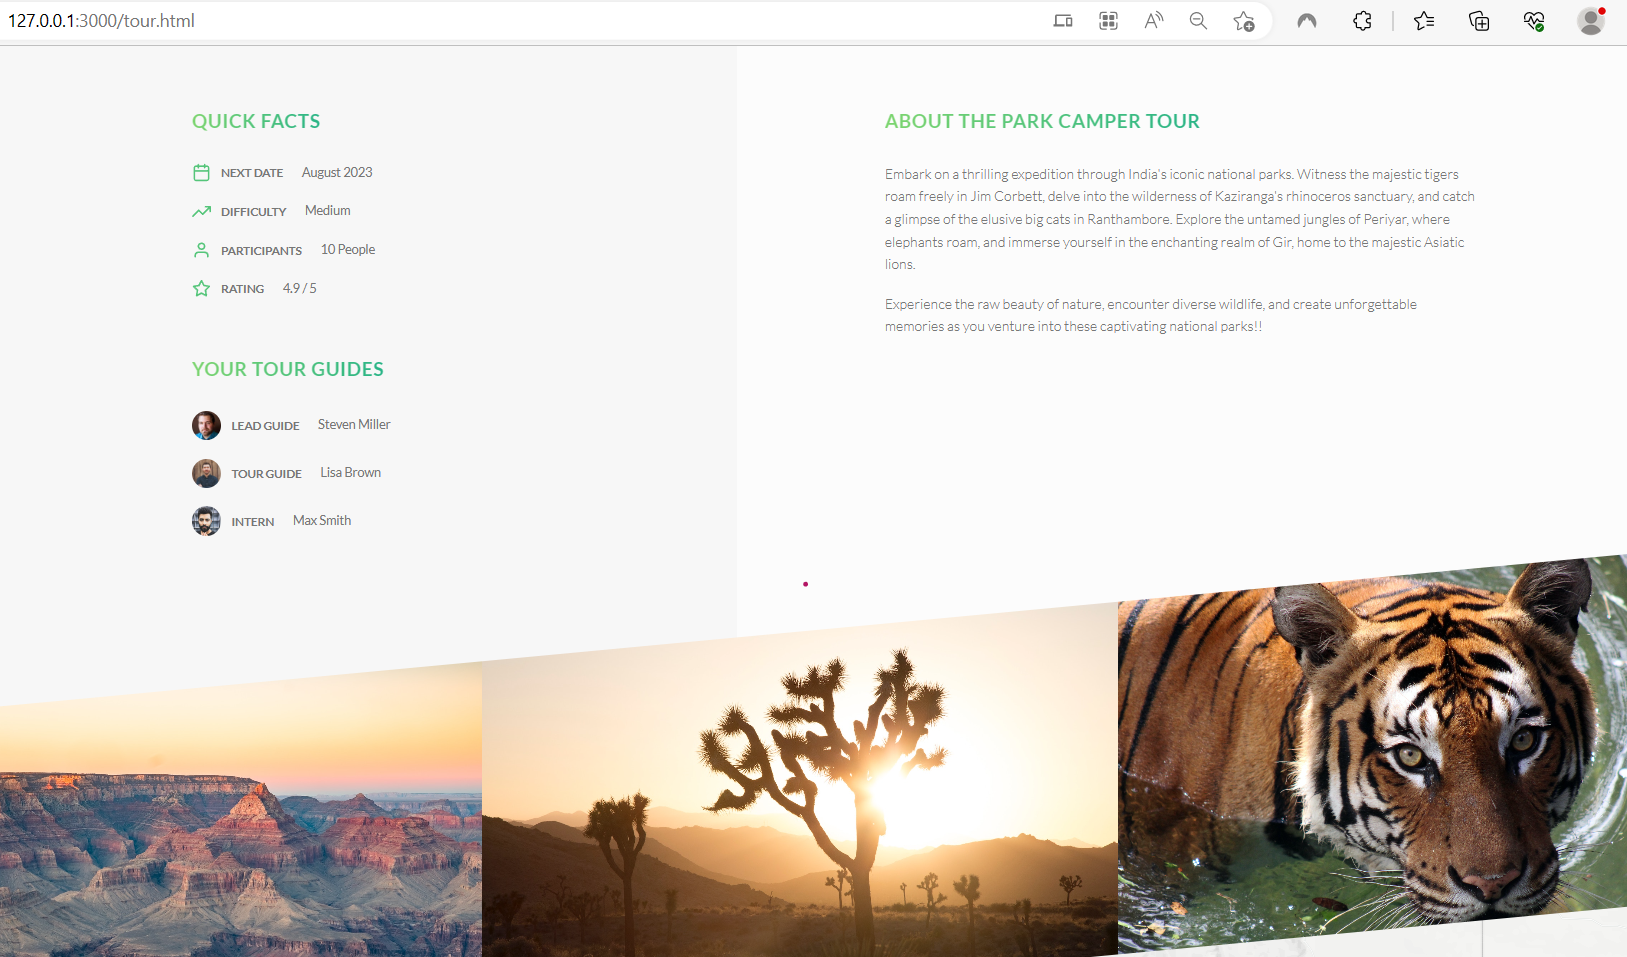 127.0.0.1:3000/tour.html
QUICK FACTS
NEXT DATE August 2023
DIFFICULTY Medium
PARTICIPANTS 10 People
RATING 4.9 / 5
YOUR TOUR GUIDES
LEAD GUIDE Steven Miller
TOUR GUIDE Lisa Brown
INTERN Max Smith
ABOUT THE PARK CAMPER TOUR
Embark on a thrilling expedition through India's iconic national parks. Witness the majestic tigers
roam freely in Jim Corbett, delve into the wilderness of Kaziranga's rhinoceros sanctuary, and catch
a glimpse of the elusive big cats in Ranthambore. Explore the untamed jungles of Periyar, where
elephants roam, and immerse yourself in the enchanting realm of Gir, home to the majestic Asiatic
lions.
Experience the raw beauty of nature, encounter diverse wildlife, and create unforgettable
memories as you venture into these captivating national parks!!